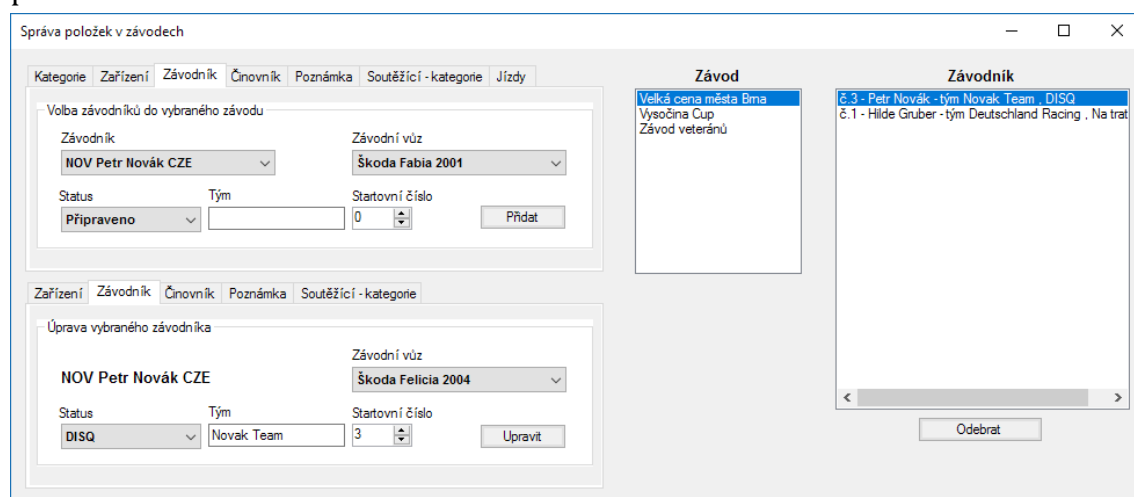 Správa položek v závodech
Kategorie Zařízení Závodník Činovník Poznámka Soutěžící - kategorie Jízdy
Volba závodníků do vybraného závodu
Závodník Závodní vůz
NOV Petr Novák CZE Škoda Fabia 2001
Status Tým Startovní číslo
Připraveno 0 Přidat
Zařízení Závodník Činovník Poznámka Soutěžící - kategorie
Úprava vybraného závodníka
Závodní vůz
NOV Petr Novák CZE Škoda Felicia 2004
Status Tým Startovní číslo
DISQ Novak Team 3 Upravit
Závod
Velká cena města Brna
Vysočina Cup
Závod veteránů
Závodník
č.3 - Petr Novák - tým Novak Team , DISQ
č.1 - Hilde Gruber - tým Deutschland Racing , Na trat
Odebrat